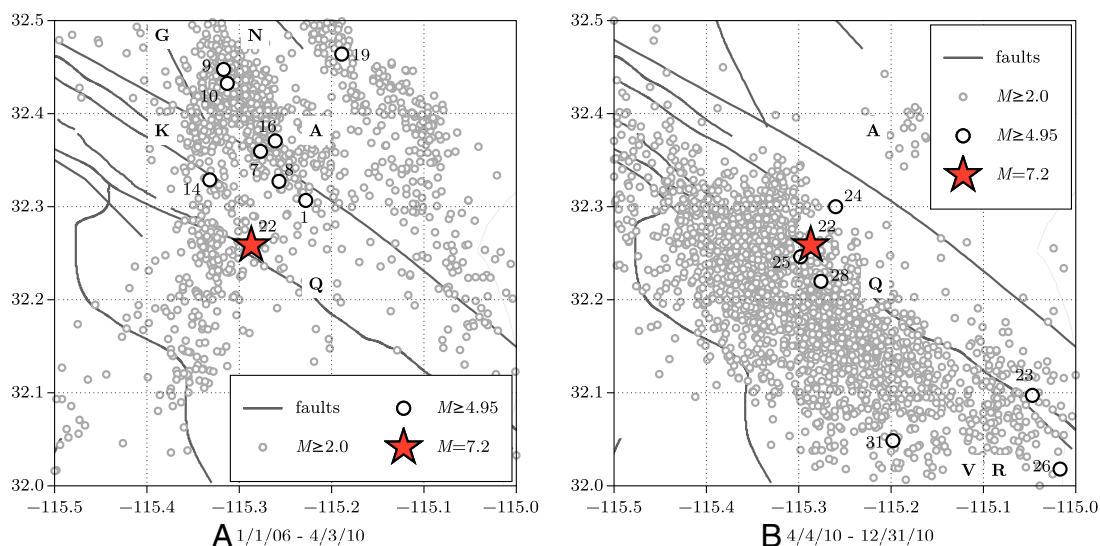 32.5
32.4
32.3
32.2
32.1
32.0
G
N
9
10
19
K
16
A
7
8
14
1
22
Q
faults
M≥4.95
M≥2.0
M=7.2
−115.5
−115.4
−115.3
−115.2
−115.1
−115.0
A 1/1/06 - 4/3/10
32.5
32.4
32.3
32.2
32.1
32.0
faults
M≥2.0
M≥4.95
M=7.2
A
24
22
25
28
Q
23
31
V
R
26
−115.5
−115.4
−115.3
−115.2
−115.1
−115.0
B 4/4/10 - 12/31/10